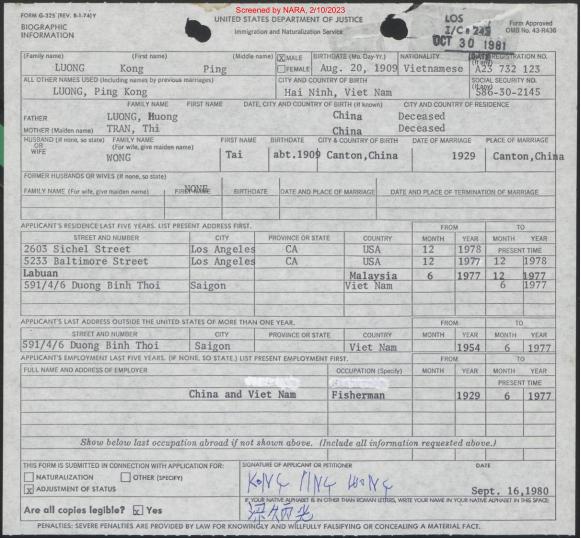 Screened by NARA, 2/10/2023
FORM G-325 (REV. 8-1-74)Y
BIOGRAPHIC INFORMATION
UNITED STATES DEPARTMENT OF JUSTICE
Immigration and Naturalization Service
LOS
I/C# 245
OCT 30 1981
Form Approved
OMB No. 43-R436
(Family name) (First name) (Middle name) MALE BIRTHDATE (Mo.-Day-Yr.) NATIONALITY REGISTRATION NO.
(If any)
LUONG Kong Ping X FEMALE Aug. 20, 1909 Vietnamese A23 732 123
ALL OTHER NAMES USED (Including names by previous marriages) CITY AND COUNTRY OF BIRTH SOCIAL SECURITY NO.
(If any)
LUONG, Ping Kong Hai Ninh, Viet Nam 586-30-2145
FAMILY NAME FIRST NAME DATE, CITY AND COUNTRY OF BIRTH (If known) CITY AND COUNTRY OF RESIDENCE
FATHER LUONG, Huong China Deceased
MOTHER (Maiden name) TRAN, Thi China Deceased
HUSBAND (If none, so state) OR WIFE FAMILY NAME (For wife, give maiden name) FIRST NAME BIRTHDATE CITY & COUNTRY OF BIRTH DATE OF MARRIAGE PLACE OF MARRIAGE
WONG Tai abt.1909 Canton,China 1929 Canton,China
FORMER HUSBANDS OR WIVES (If none, so state)
NONE
FAMILY NAME (For wife, give maiden name) FIRST NAME BIRTHDATE DATE AND PLACE OF MARRIAGE DATE AND PLACE OF TERMINATION OF MARRIAGE
APPLICANT'S RESIDENCE LAST FIVE YEARS. LIST PRESENT ADDRESS FIRST. FROM TO
STREET AND NUMBER CITY PROVINCE OR STATE COUNTRY MONTH YEAR MONTH YEAR
2603 Sichel Street Los Angeles CA USA 12 1978 PRESENT TIME
5233 Baltimore Street Los Angeles CA USA 12 1977 12 1978
Labuan Malaysia 6 1977 12 1977
591/4/6 Duong Binh Thoi Saigon Viet Nam 6 1977
APPLICANT'S LAST ADDRESS OUTSIDE THE UNITED STATES OF MORE THAN ONE YEAR. FROM TO
STREET AND NUMBER CITY PROVINCE OR STATE COUNTRY MONTH YEAR MONTH YEAR
591/4/6 Duong Binh Thoi Saigon Viet Nam 1954 6 1977
APPLICANT'S EMPLOYMENT LAST FIVE YEARS. (IF NONE, SO STATE.) LIST PRESENT EMPLOYMENT FIRST. FROM TO
FULL NAME AND ADDRESS OF EMPLOYER OCCUPATION (Specify) MONTH YEAR MONTH YEAR
PRESENT TIME
China and Viet Nam Fisherman 1929 6 1977
Show below last occupation abroad if not shown above. (Include all information requested above.)
THIS FORM IS SUBMITTED IN CONNECTION WITH APPLICATION FOR: SIGNATURE OF APPLICANT OR PETITIONER DATE
NATURALIZATION OTHER (SPECIFY)
X ADJUSTMENT OF STATUS
KONG PING WONG Sept. 16,1980
IF YOUR NATIVE ALPHABET IS IN OTHER THAN ROMAN LETTERS, WRITE YOUR NAME IN YOUR NATIVE ALPHABET IN THIS SPACE
Are all copies legible? X Yes
PENALTIES: SEVERE PENALTIES ARE PROVIDED BY LAW FOR KNOWINGLY AND WILLFULLY FALSIFYING OR CONCEALING A MATERIAL FACT.